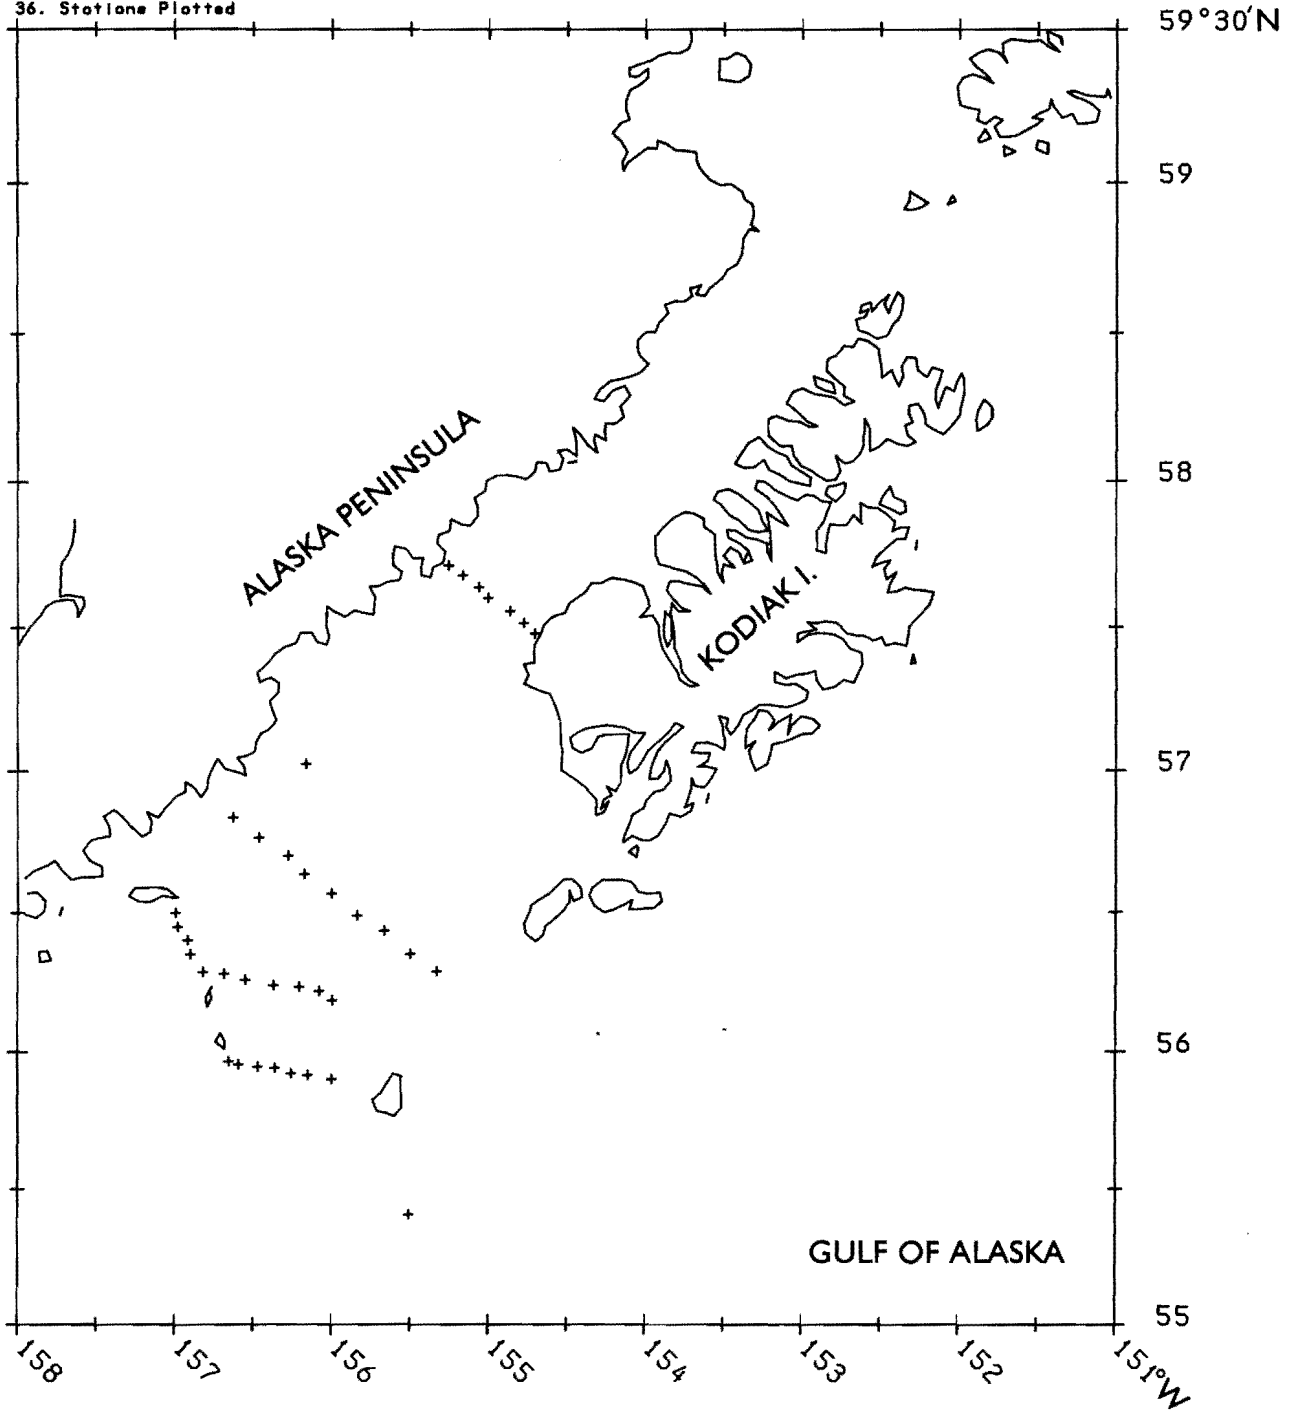 36. Stations Plotted
59°30'N
59
ALASKA PENINSULA
58
KODIAK I.
57
56
GULF OF ALASKA
55
158 157 156 155 154 153 152 151°W